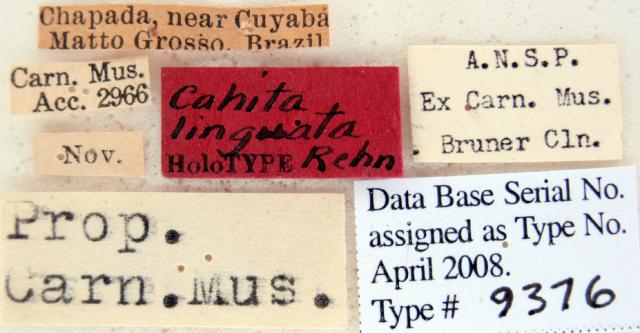 Chapada, near Cuyabá
Matto Grosso, Brazil
Carn. Mus.
Acc. 2966
Nov.
Cahita
linguata
HoloTYPE Rehn
A.N.S.P.
Ex Carn. Mus.
Bruner Cln.
Prop.
Carn. Mus.
Data Base Serial No.
assigned as Type No.
April 2008.
Type # 9376